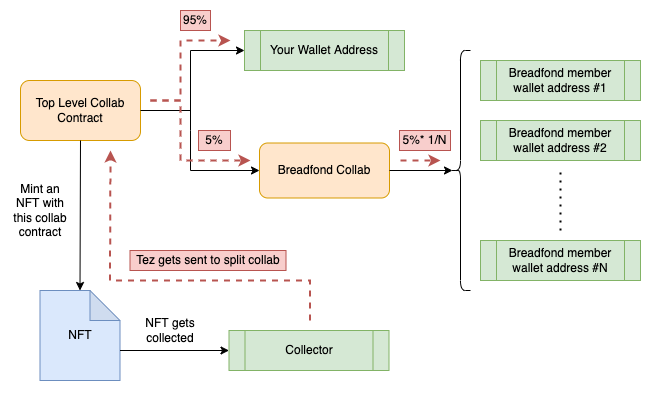 95%
Your Wallet Address
Top Level Collab
Contract
5%
Breadfond Collab
5%* 1/N
Breadfond member
wallet address #1
Breadfond member
wallet address #2
Breadfond member
wallet address #N
Mint an
NFT with
this collab
contract
Tez gets sent to split collab
NFT
NFT gets
collected
Collector